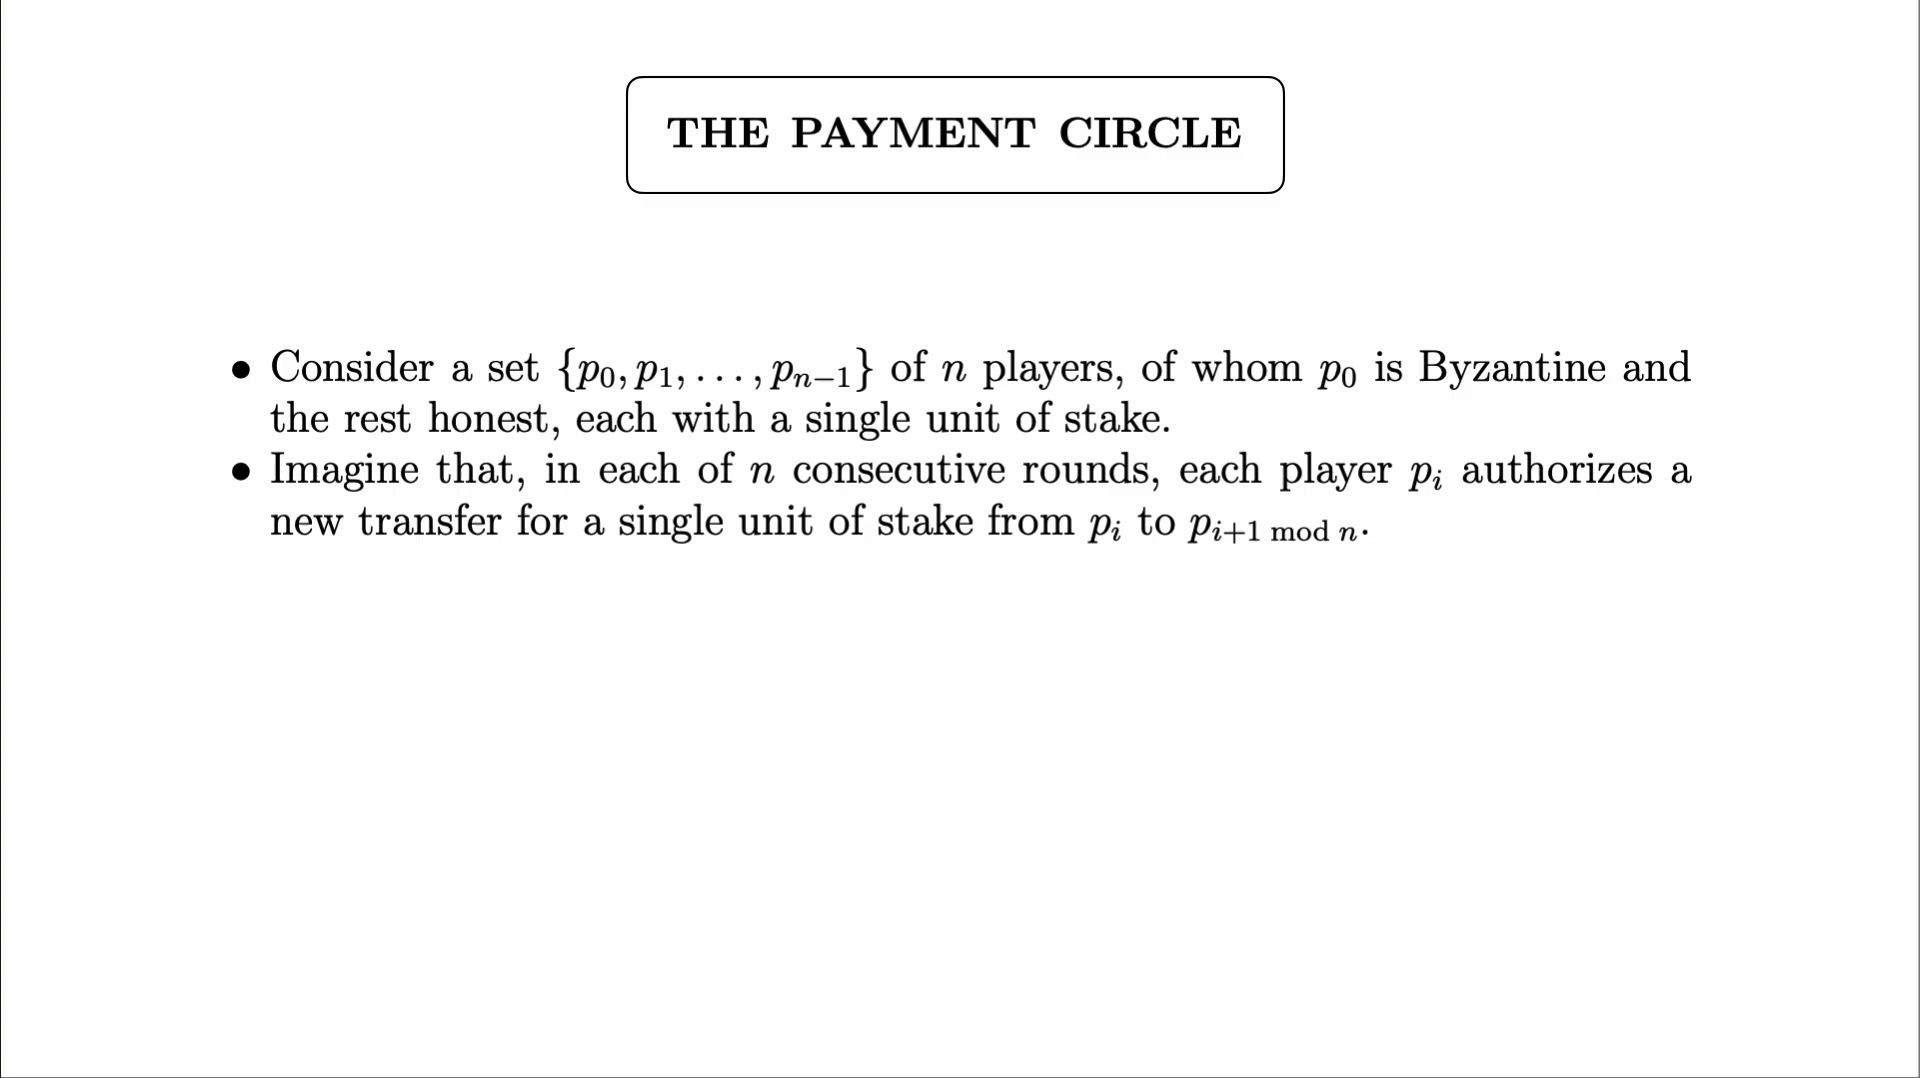 THE PAYMENT CIRCLE
• Consider a set {p₀, p₁, . . . , pₙ₋₁} of n players, of whom p₀ is Byzantine and
the rest honest, each with a single unit of stake.
• Imagine that, in each of n consecutive rounds, each player pᵢ authorizes a
new transfer for a single unit of stake from pᵢ to pᵢ₊₁ mod n.